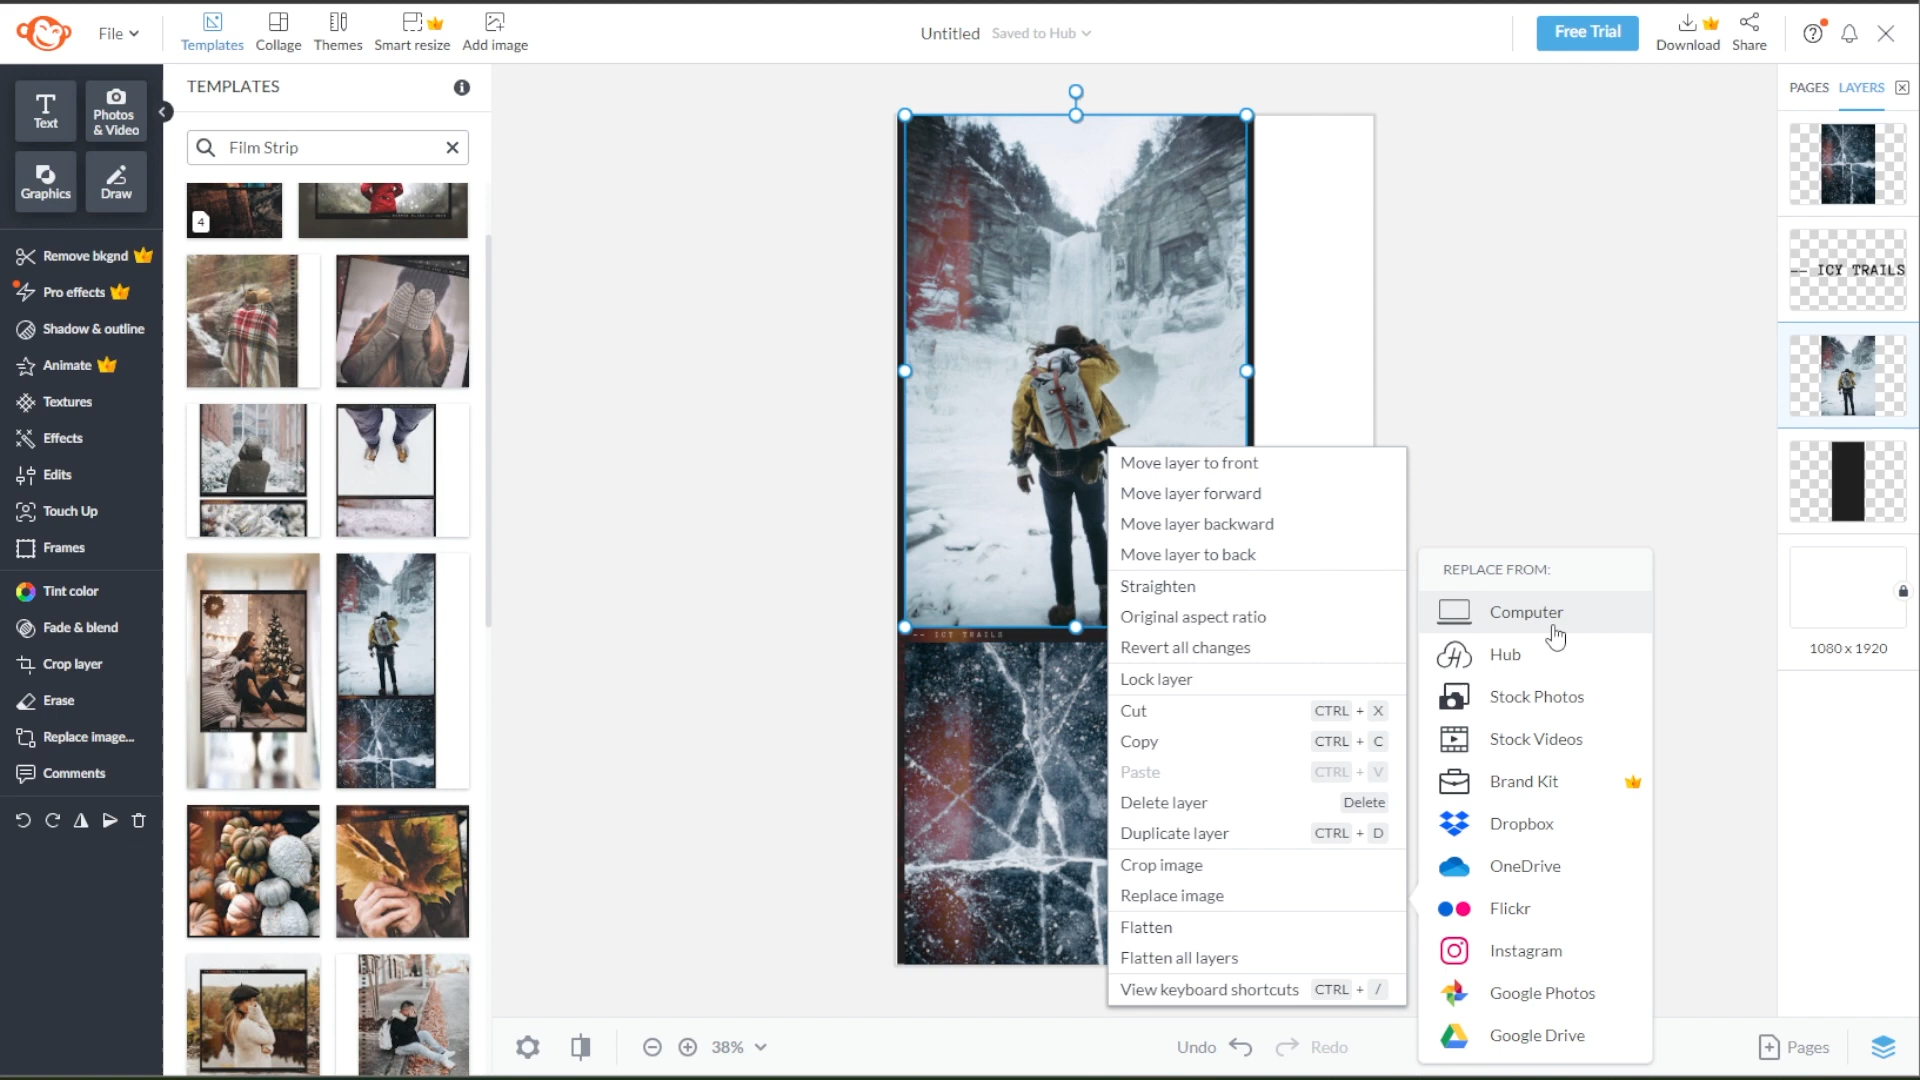 File
Templates
Collage
Themes
Smart resize
Add image
Untitled
Saved to Hub
Free Trial
Download
Share
Text
Photos
& Video
Graphics
Draw
Remove bkgnd
Pro effects
Shadow & outline
Animate
Textures
Effects
Edits
Touch Up
Frames
Tint color
Fade & blend
Crop layer
Erase
Replace image...
Comments
TEMPLATES
Film Strip
4
-- ICY TRAILS
Move layer to front
Move layer forward
Move layer backward
Move layer to back
Straighten
Original aspect ratio
Revert all changes
Lock layer
Cut CTRL + X
Copy CTRL + C
Paste CTRL + V
Delete layer Delete
Duplicate layer CTRL + D
Crop image
Replace image
Flatten
Flatten all layers
View keyboard shortcuts CTRL + /
REPLACE FROM:
Computer
Hub
Stock Photos
Stock Videos
Brand Kit
Dropbox
OneDrive
Flickr
Instagram
Google Photos
Google Drive
PAGES LAYERS
-- ICY TRAILS
1080 x 1920
38%
Undo
Redo
Pages